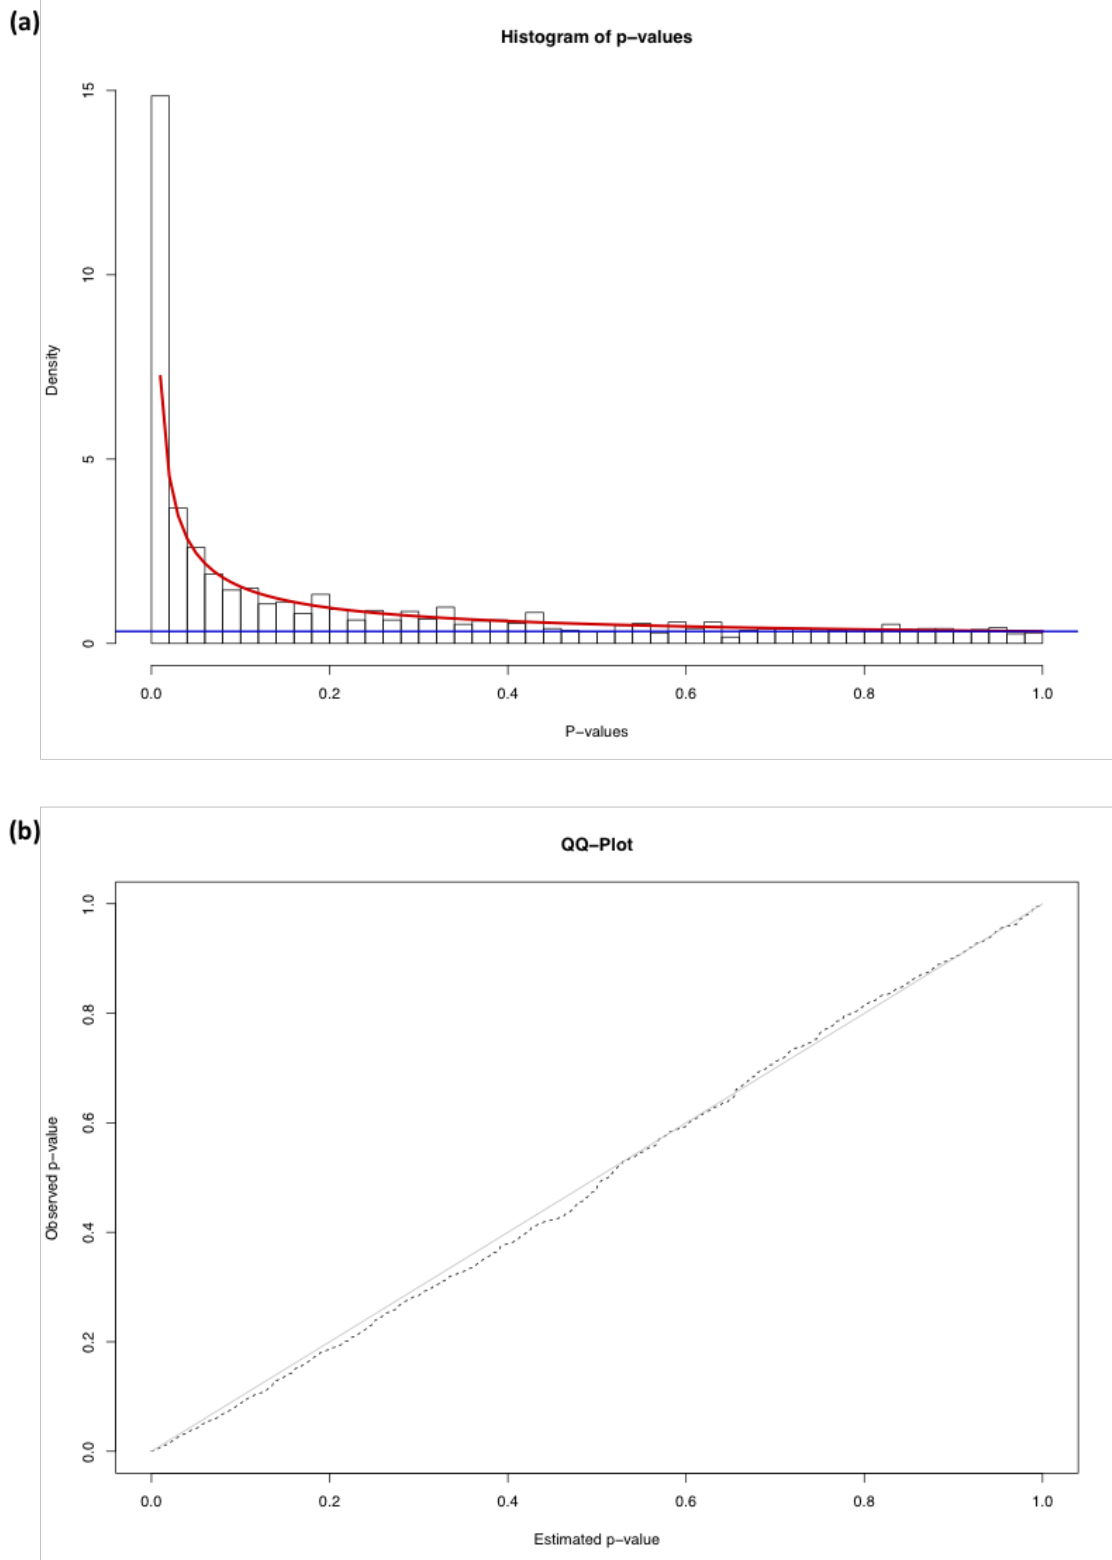 (a)
Histogram of p−values
15
10
5
0
Density
0.0 0.2 0.4 0.6 0.8 1.0
P−values
(b)
QQ−Plot
1.0
0.8
0.6
0.4
0.2
0.0
Observed p−value
0.0 0.2 0.4 0.6 0.8 1.0
Estimated p−value